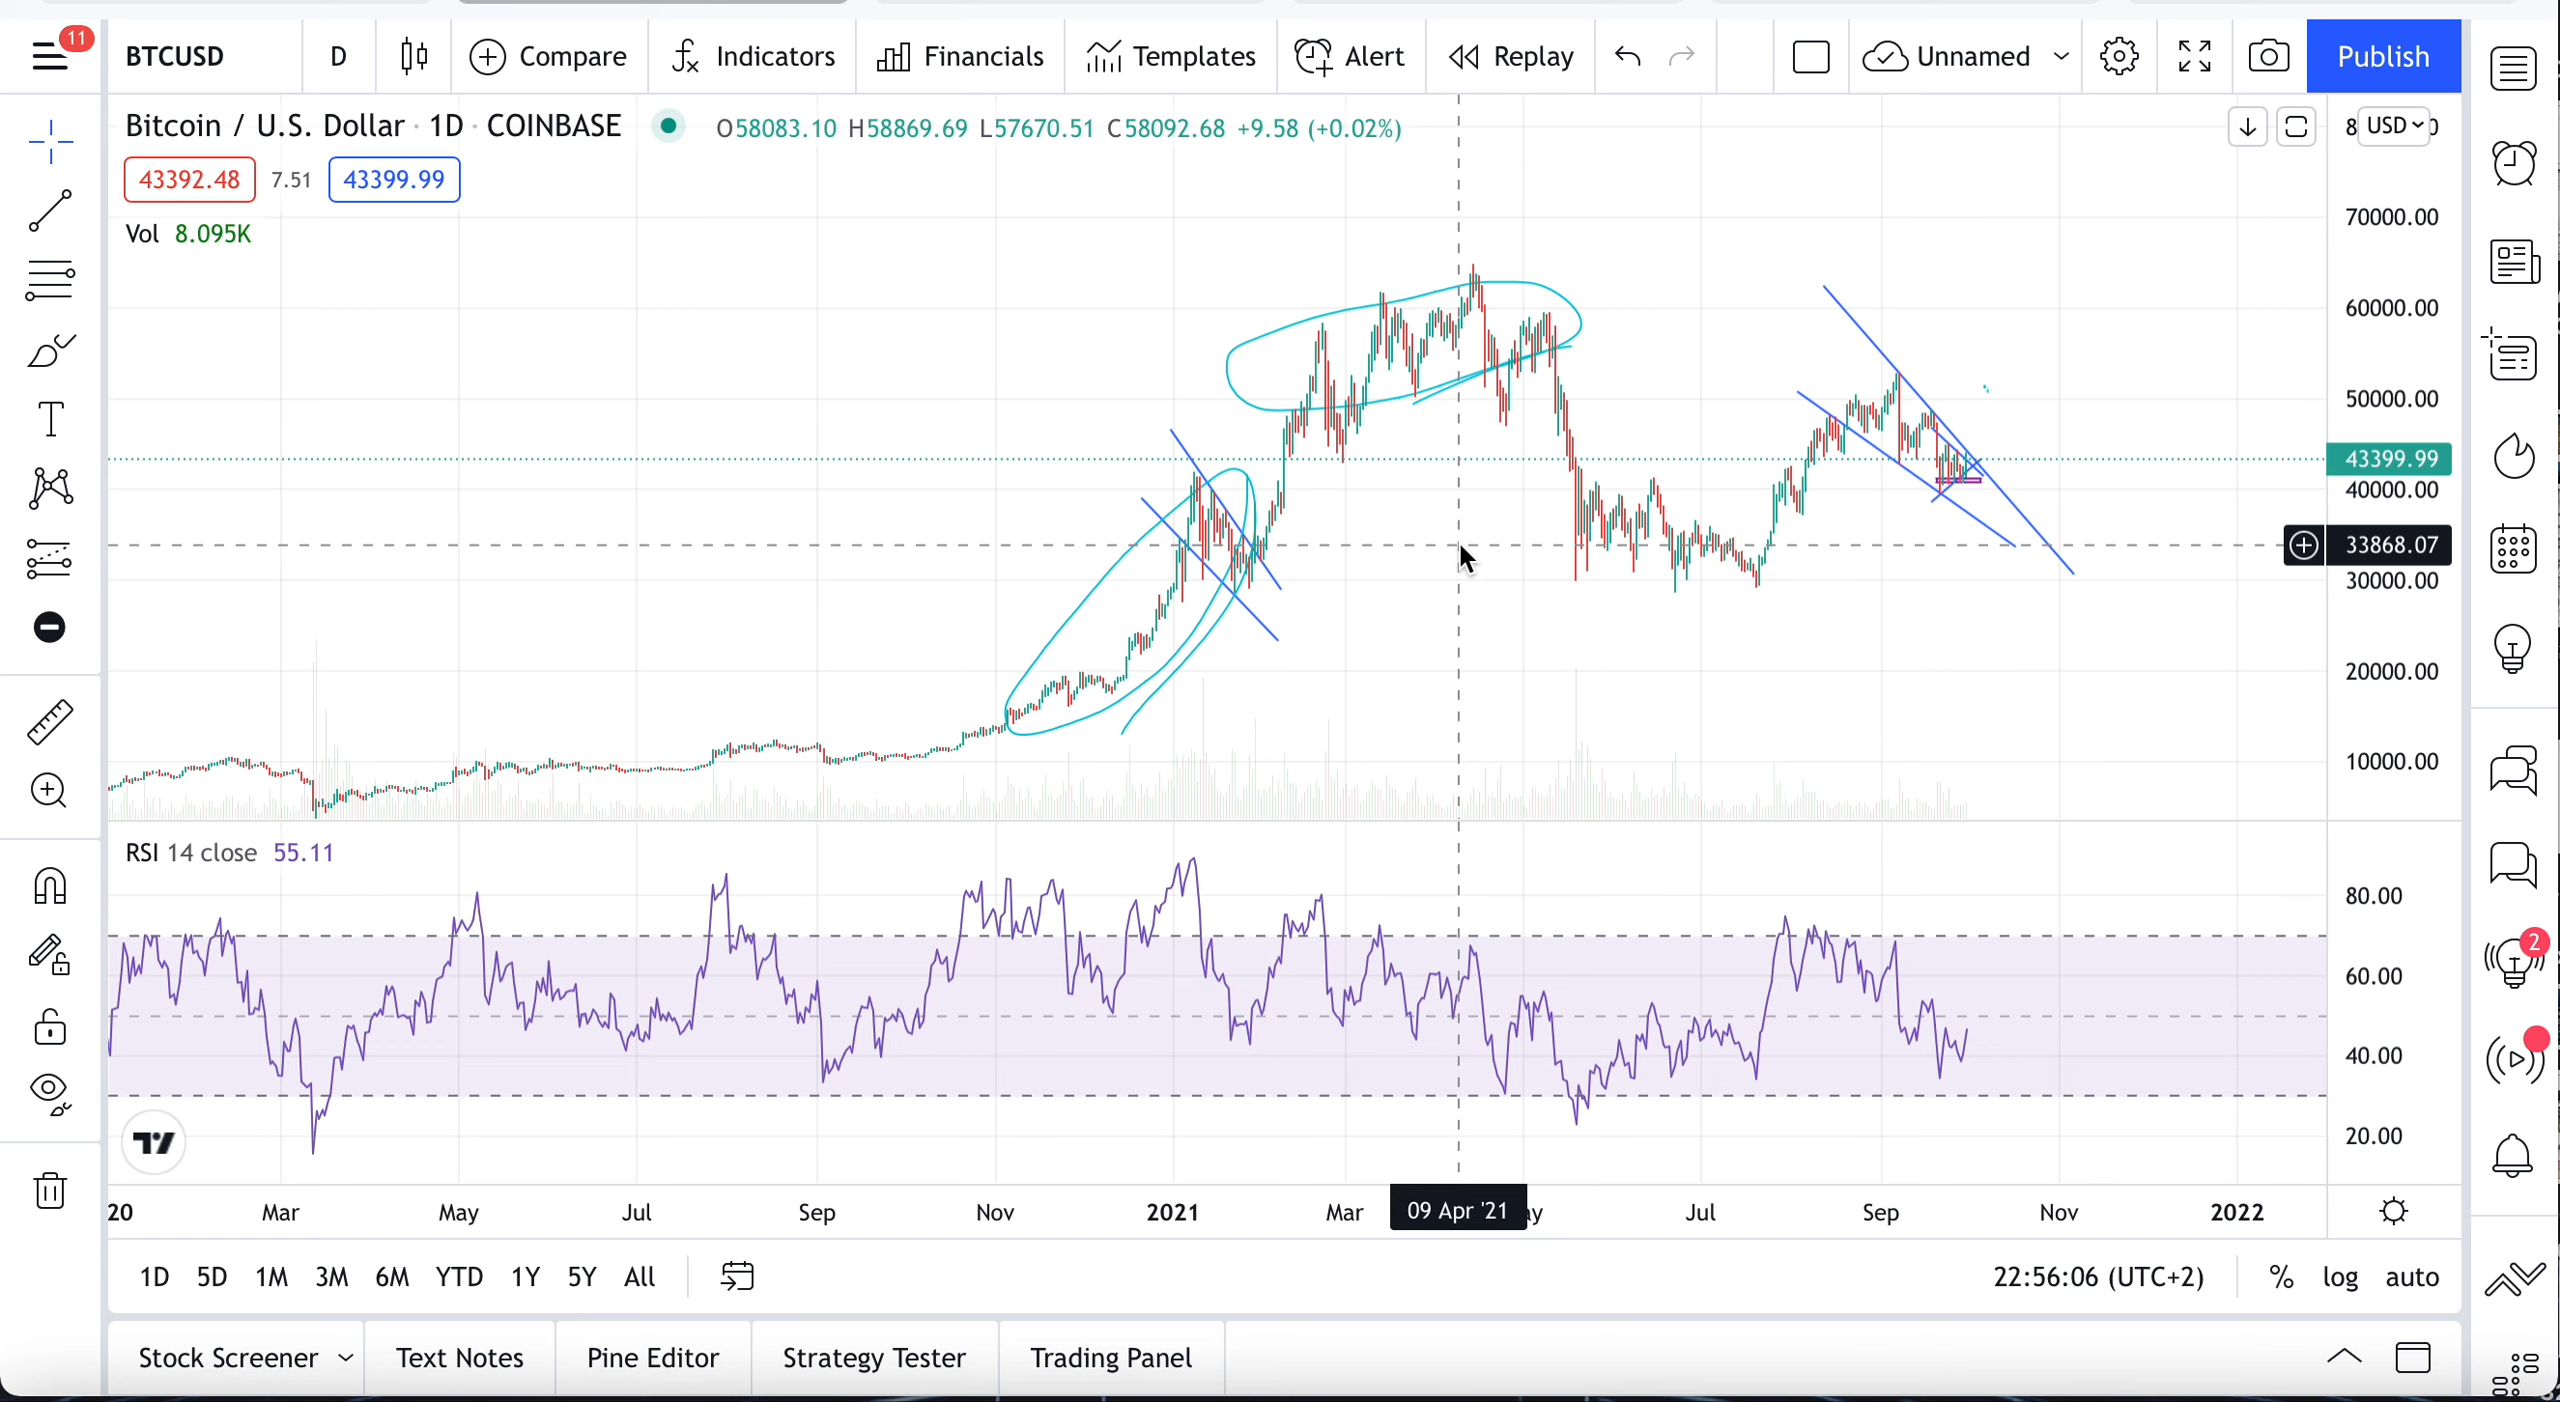 11
BTCUSD D Compare Indicators Financials Templates Alert Replay Unnamed Publish
Bitcoin / U.S. Dollar · 1D · COINBASE O58083.10 H58869.69 L57670.51 C58092.68 +9.58 (+0.02%)
USD
43392.48 7.51 43399.99
Vol 8.095K
70000.00
60000.00
50000.00
43399.99
40000.00
33868.07
30000.00
20000.00
10000.00
RSI 14 close 55.11
80.00
60.00
40.00
20.00
2
20 Mar May Jul Sep Nov 2021 Mar 09 Apr '21 Jul Sep Nov 2022
1D 5D 1M 3M 6M YTD 1Y 5Y All 22:56:06 (UTC+2) % log auto
Stock Screener Text Notes Pine Editor Strategy Tester Trading Panel